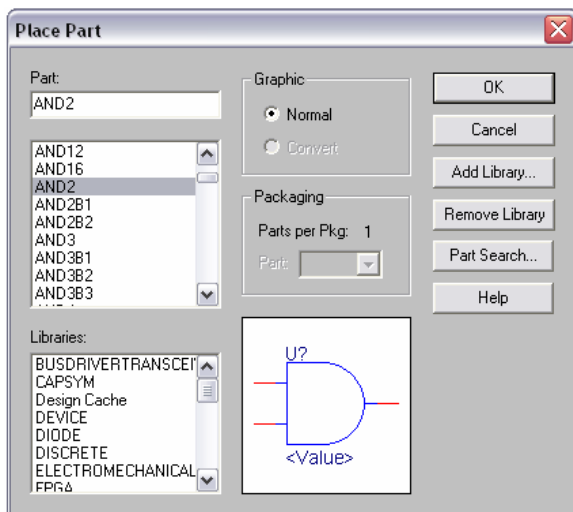 Place Part
Part:
AND2
AND12
AND16
AND2
AND2B1
AND2B2
AND3
AND3B1
AND3B2
AND3B3
Libraries:
BUSDRIVERTRANSCEI
CAPSYM
Design Cache
DEVICE
DIODE
DISCRETE
ELECTROMECHANICAL
FPGA
Graphic
Normal
Convert
Packaging
Parts per Pkg: 1
Part:
U?
<Value>
OK
Cancel
Add Library...
Remove Library
Part Search...
Help